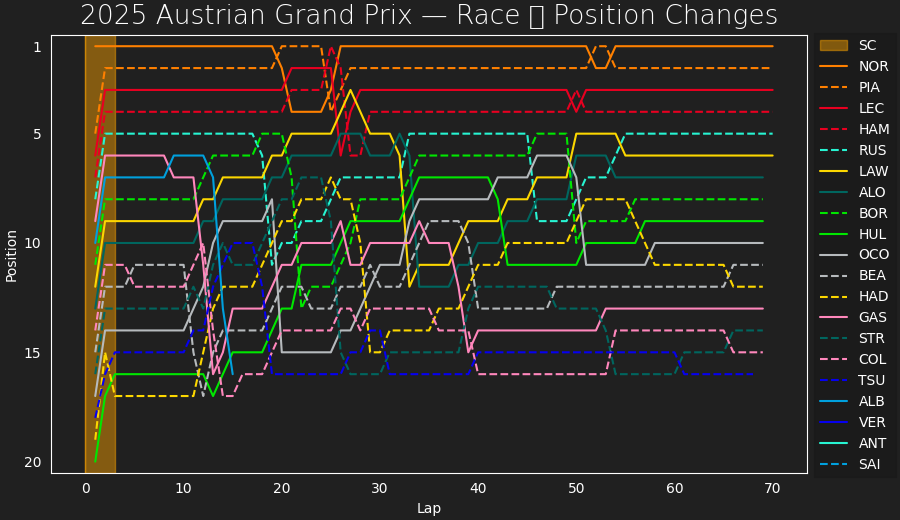 2025 Austrian Grand Prix — Race Position Changes
1
5
10
15
20
Position
0 10 20 30 40 50 60 70
Lap
SC
NOR
PIA
LEC
HAM
RUS
LAW
ALO
BOR
HUL
OCO
BEA
HAD
GAS
STR
COL
TSU
ALB
VER
ANT
SAI